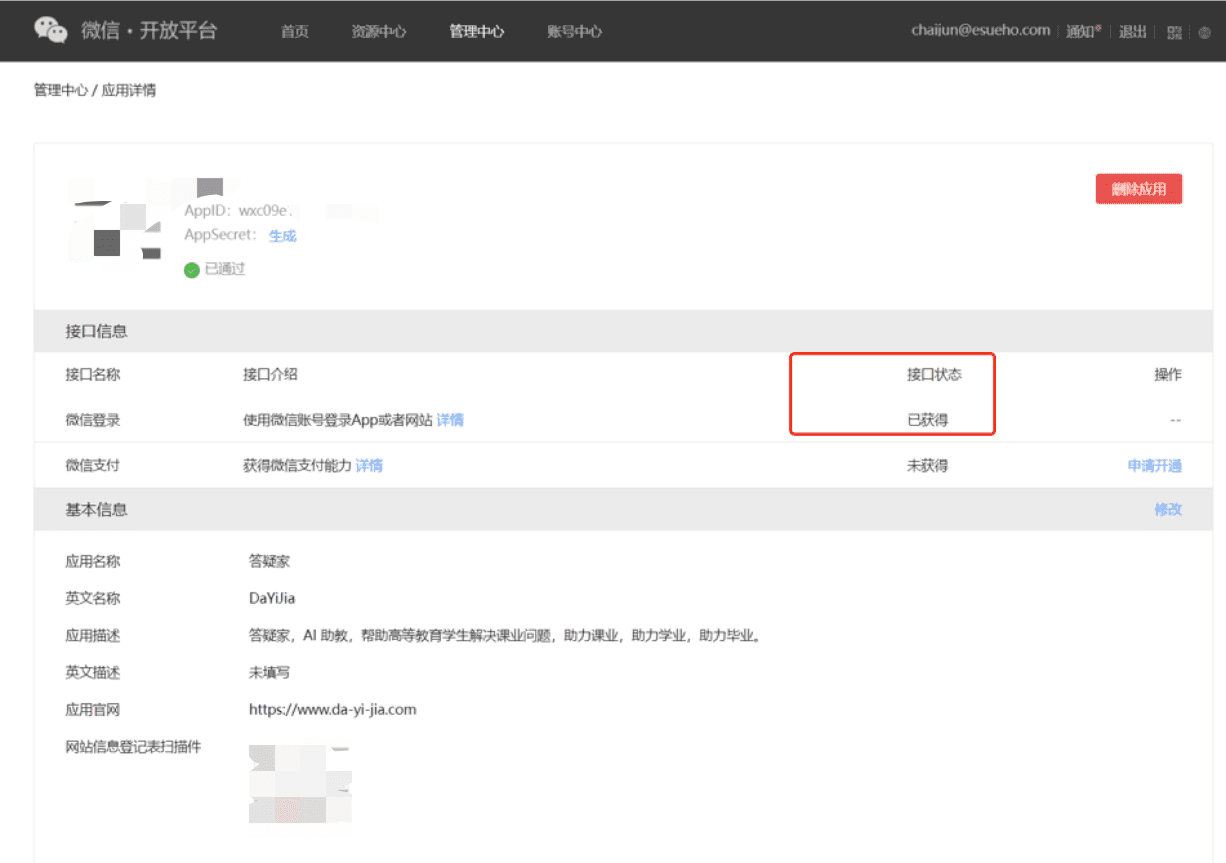 微信·开放平台 首页 资源中心 管理中心 账号中心 chaijun@esueho.com 通知 退出
管理中心 / 应用详情
删除应用
AppID： wxc09e
AppSecret： 生成
已通过
接口信息
接口名称 接口介绍 接口状态 操作
微信登录 使用微信账号登录App或者网站 详情 已获得 --
微信支付 获得微信支付能力 详情 未获得 申请开通
基本信息 修改
应用名称 答疑家
英文名称 DaYiJia
应用描述 答疑家，AI 助教，帮助高等教育学生解决课业问题，助力课业，助力学业，助力毕业。
英文描述 未填写
应用官网 https://www.da-yi-jia.com
网站信息登记表扫描件